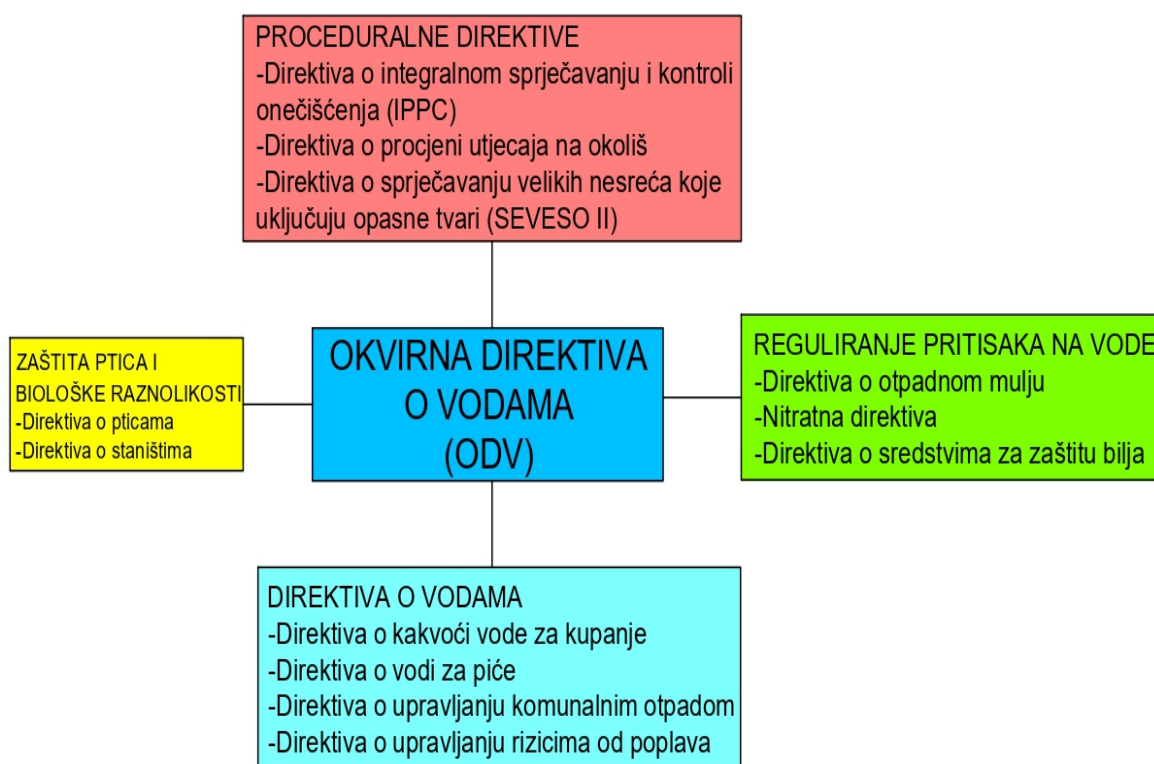 PROCEDURALNE DIREKTIVE
-Direktiva o integralnom sprječavanju i kontroli
onečišćenja (IPPC)
-Direktiva o procjeni utjecaja na okoliš
-Direktiva o sprječavanju velikih nesreća koje
uključuju opasne tvari (SEVESO II)
ZAŠTITA PTICA I
BIOLOŠKE RAZNOLIKOSTI
-Direktiva o pticama
-Direktiva o staništima
OKVIRNA DIREKTIVA
O VODAMA
(ODV)
REGULIRANJE PRITISAKA NA VODE
-Direktiva o otpadnom mulju
-Nitratna direktiva
-Direktiva o sredstvima za zaštitu bilja
DIREKTIVA O VODAMA
-Direktiva o kakvoći vode za kupanje
-Direktiva o vodi za piće
-Direktiva o upravljanju komunalnim otpadom
-Direktiva o upravljanju rizicima od poplava